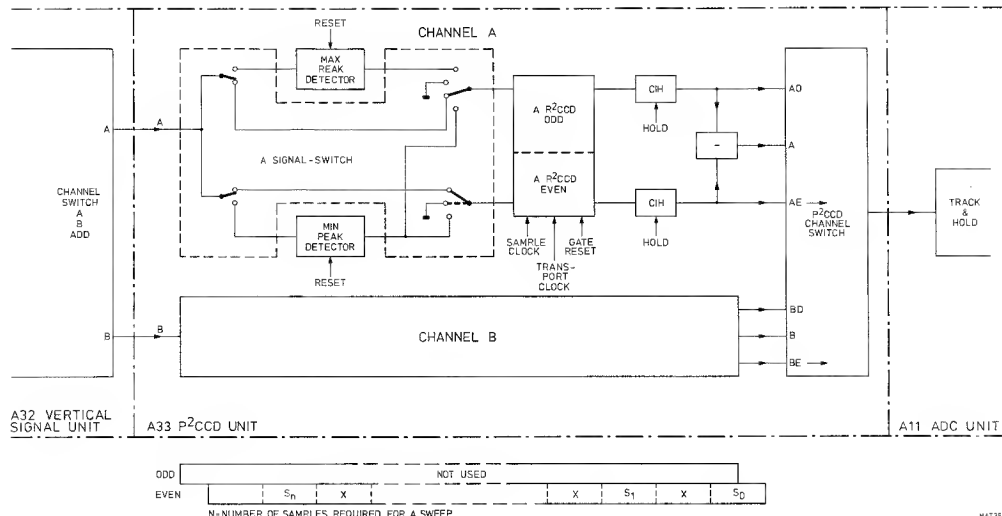 RESET
CHANNEL A
MAX
PEAK
DETECTOR
A R²CCD
ODD
CIH
HOLD
AO
A
A
A SIGNAL-SWITCH
-
A
CHANNEL
SWITCH
A
B
ADD
A R²CCD
EVEN
CIH
HOLD
AE
P²CCD
CHANNEL
SWITCH
TRACK
&
HOLD
MIN
PEAK
DETECTOR
RESET
SAMPLE
CLOCK
TRANS-
PORT
CLOCK
GATE
RESET
B
B
CHANNEL B
BD
B
BE
A32 VERTICAL
SIGNAL UNIT
A33 P²CCD UNIT
A11 ADC UNIT
ODD
NOT USED
EVEN
Sn
X
X
S1
X
S0
N=NUMBER OF SAMPLES REQUIRED FOR A SWEEP